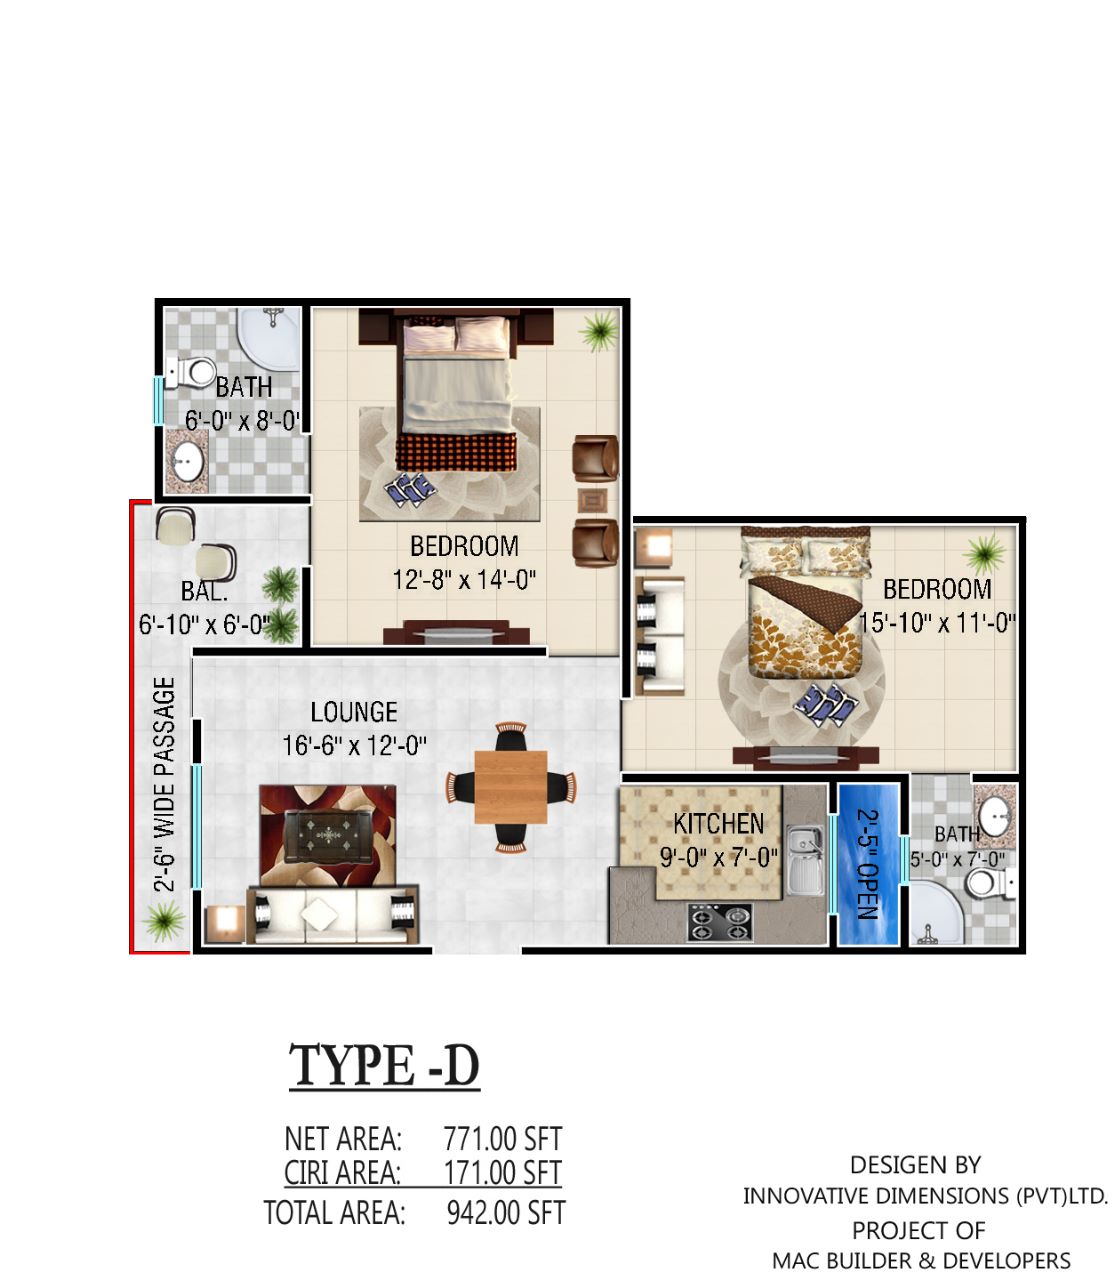 BATH
6'-0" x 8'-0'
BEDROOM
12'-8" x 14'-0"
BAL.
6'-10" x 6'-0"
BEDROOM
15'-10" x 11'-0"
2'-6" WIDE PASSAGE
LOUNGE
16'-6" x 12'-0"
KITCHEN
9'-0" x 7'-0"
2'-5" OPEN
BATH
5'-0" x 7'-0"
TYPE -D
NET AREA: 771.00 SFT
CIRI AREA: 171.00 SFT
TOTAL AREA: 942.00 SFT
DESIGEN BY
INNOVATIVE DIMENSIONS (PVT)LTD.
PROJECT OF
MAC BUILDER & DEVELOPERS